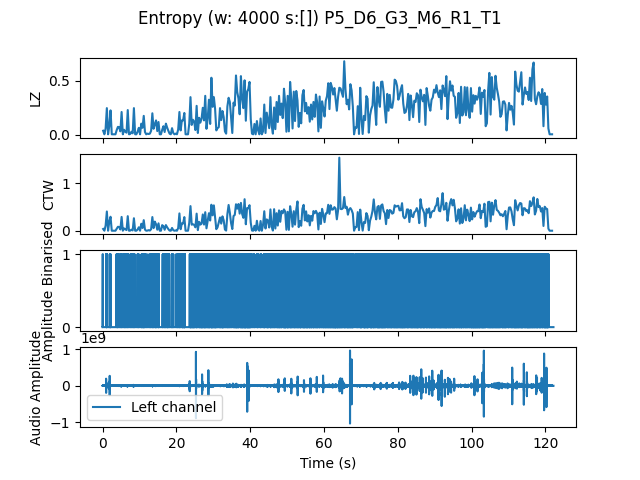 Entropy (w: 4000 s:[]) P5_D6_G3_M6_R1_T1
LZ
0.5
0.0
CTW
1
0
Amplitude Binarised
1
0
1e9
Audio Amplitude
1
0
−1
Left channel
0
20
40
60
80
100
120
Time (s)